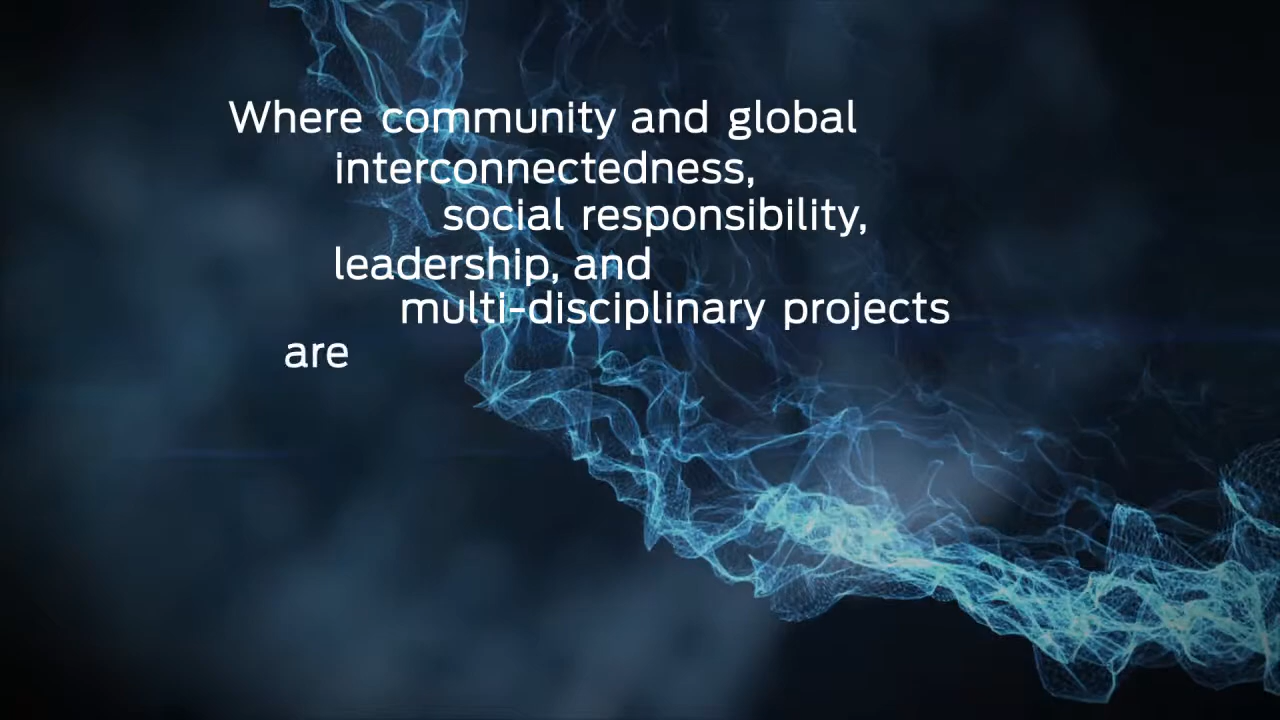 Where community and global
interconnectedness,
social responsibility,
leadership, and
multi-disciplinary projects
are